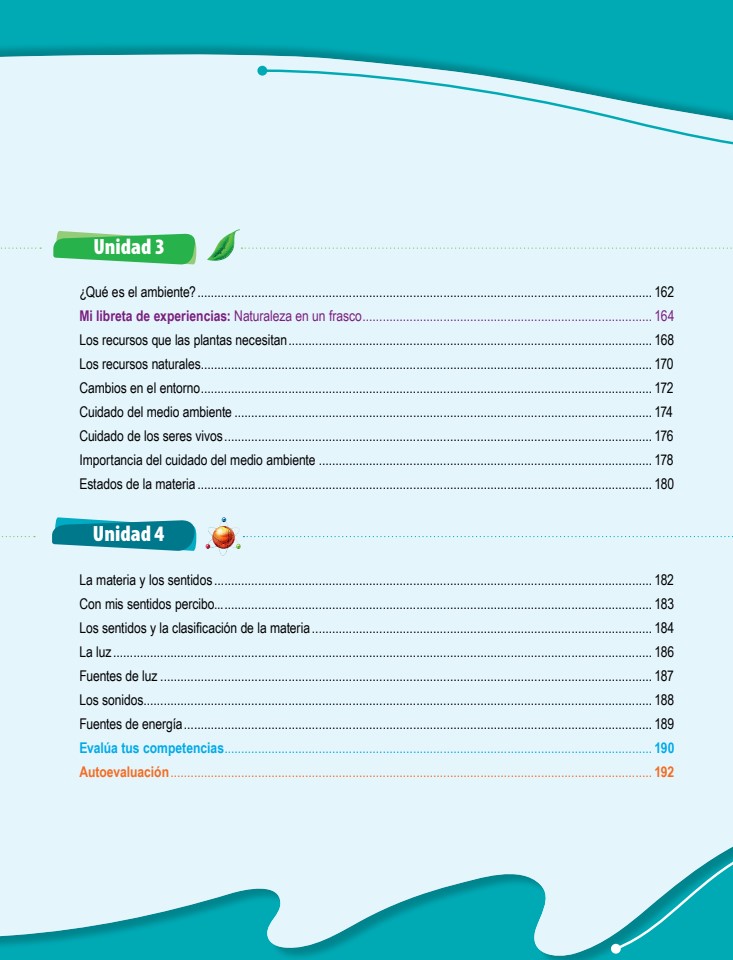 Unidad 3
¿Qué es el ambiente? 162
Mi libreta de experiencias: Naturaleza en un frasco 164
Los recursos que las plantas necesitan 168
Los recursos naturales 170
Cambios en el entorno 172
Cuidado del medio ambiente 174
Cuidado de los seres vivos 176
Importancia del cuidado del medio ambiente 178
Estados de la materia 180
Unidad 4
La materia y los sentidos 182
Con mis sentidos percibo... 183
Los sentidos y la clasificación de la materia 184
La luz 186
Fuentes de luz 187
Los sonidos 188
Fuentes de energía 189
Evalúa tus competencias 190
Autoevaluación 192